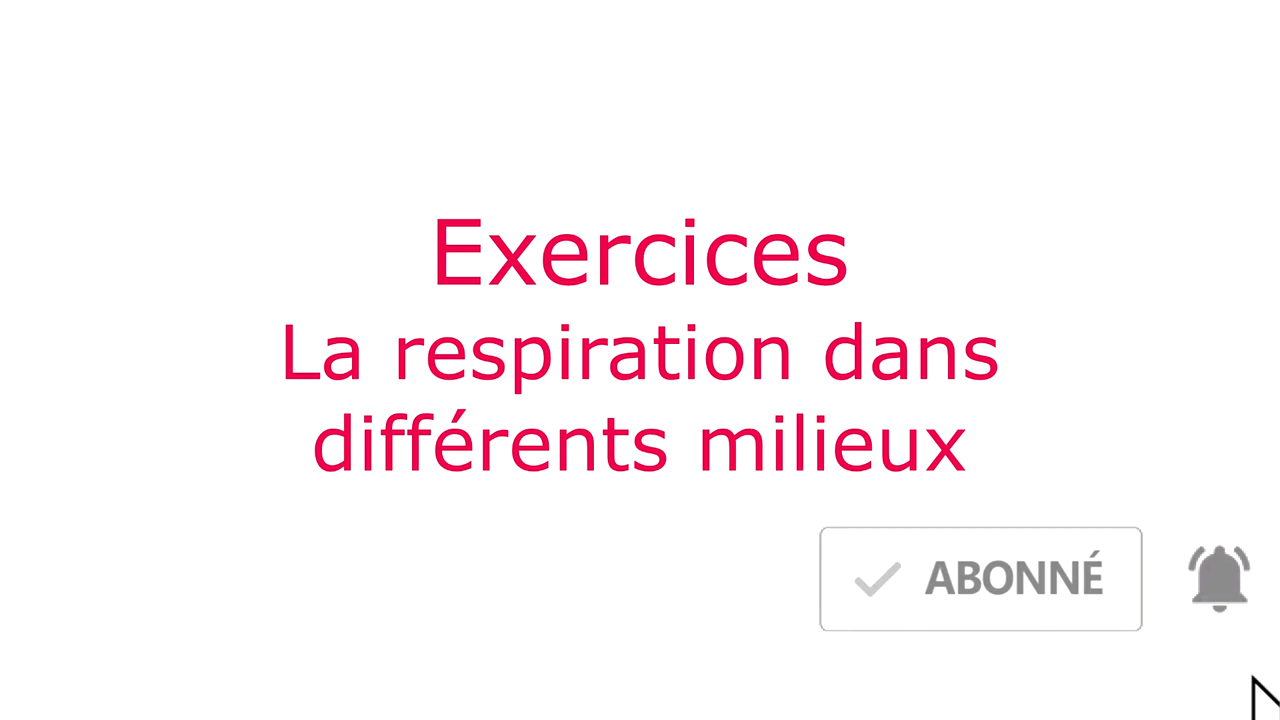 Exercices
La respiration dans
différents milieux
ABONNÉ